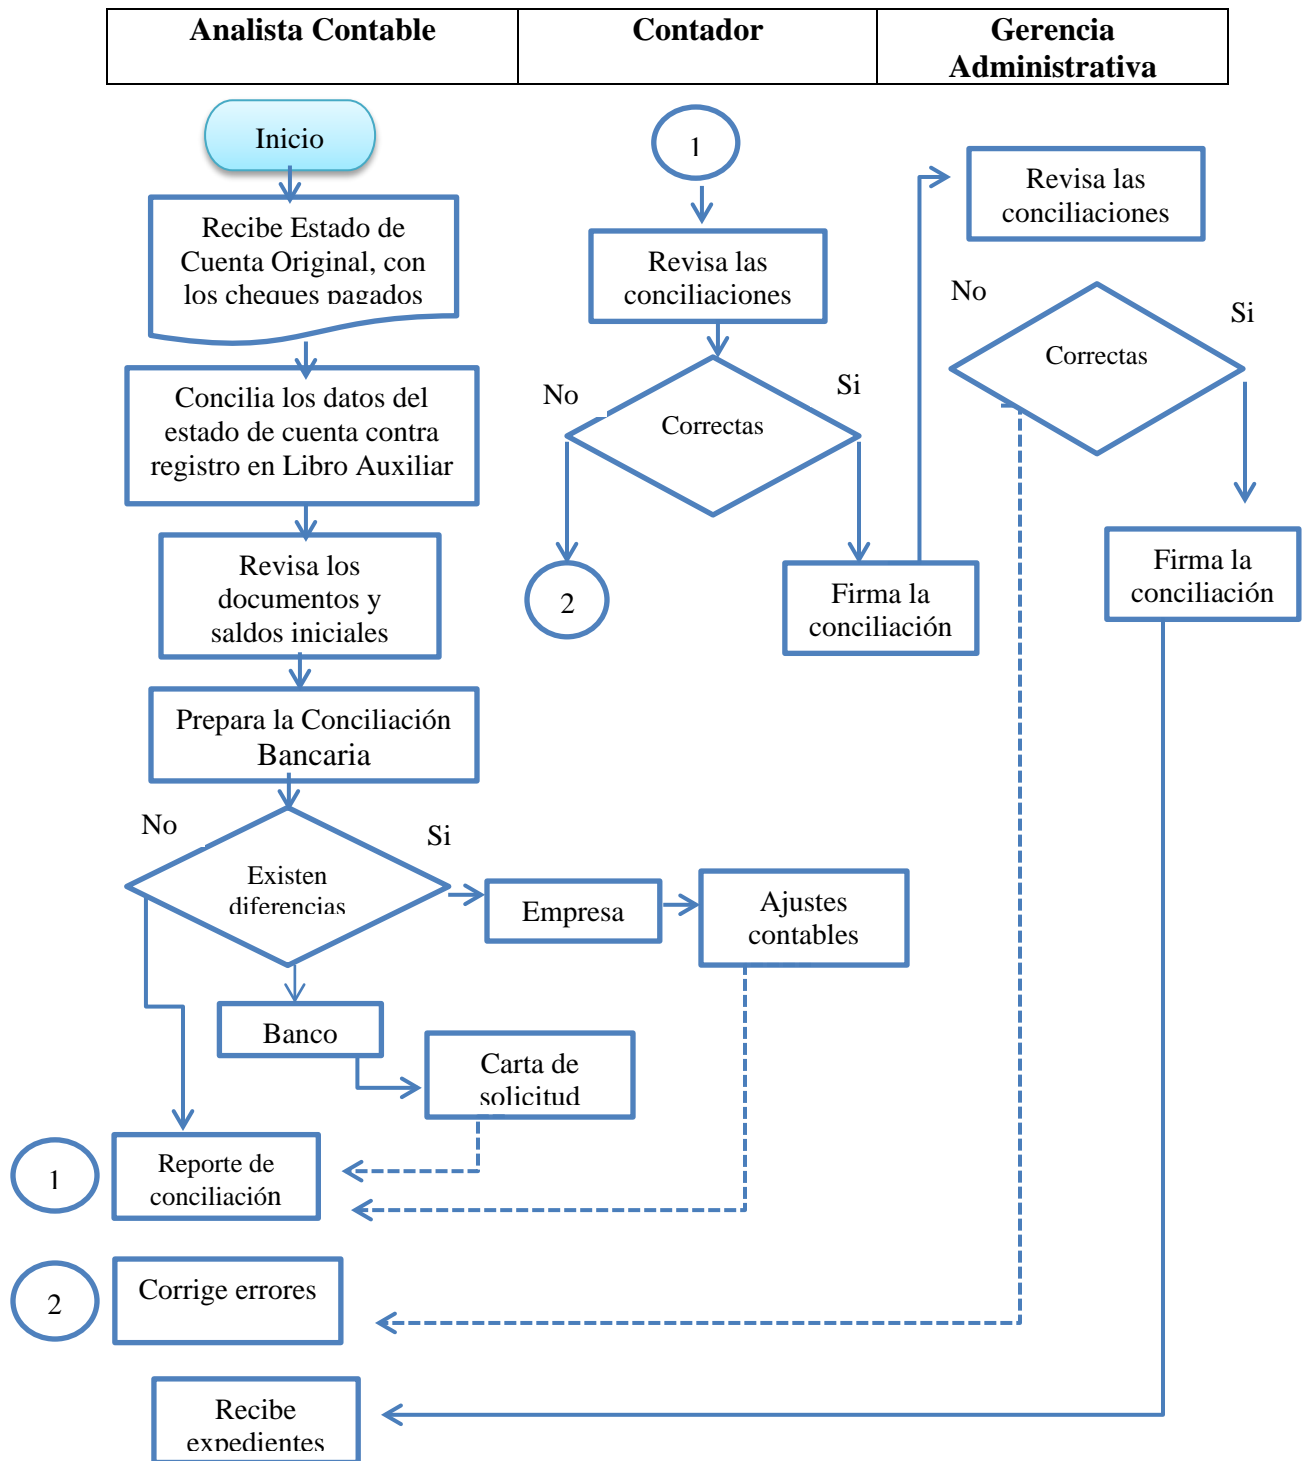 Analista Contable
Contador
Gerencia
Administrativa
Inicio
Recibe Estado de
Cuenta Original, con
los cheques pagados
Concilia los datos del
estado de cuenta contra
registro en Libro Auxiliar
Revisa los
documentos y
saldos iniciales
Prepara la Conciliación
Bancaria
No
Si
Existen
diferencias
Empresa
Ajustes
contables
Banco
Carta de
solicitud
1
Reporte de
conciliación
2
Corrige errores
Recibe
expedientes
1
Revisa las
conciliaciones
No
Si
Correctas
2
Firma la
conciliación
Revisa las
conciliaciones
No
Si
Correctas
Firma la
conciliación